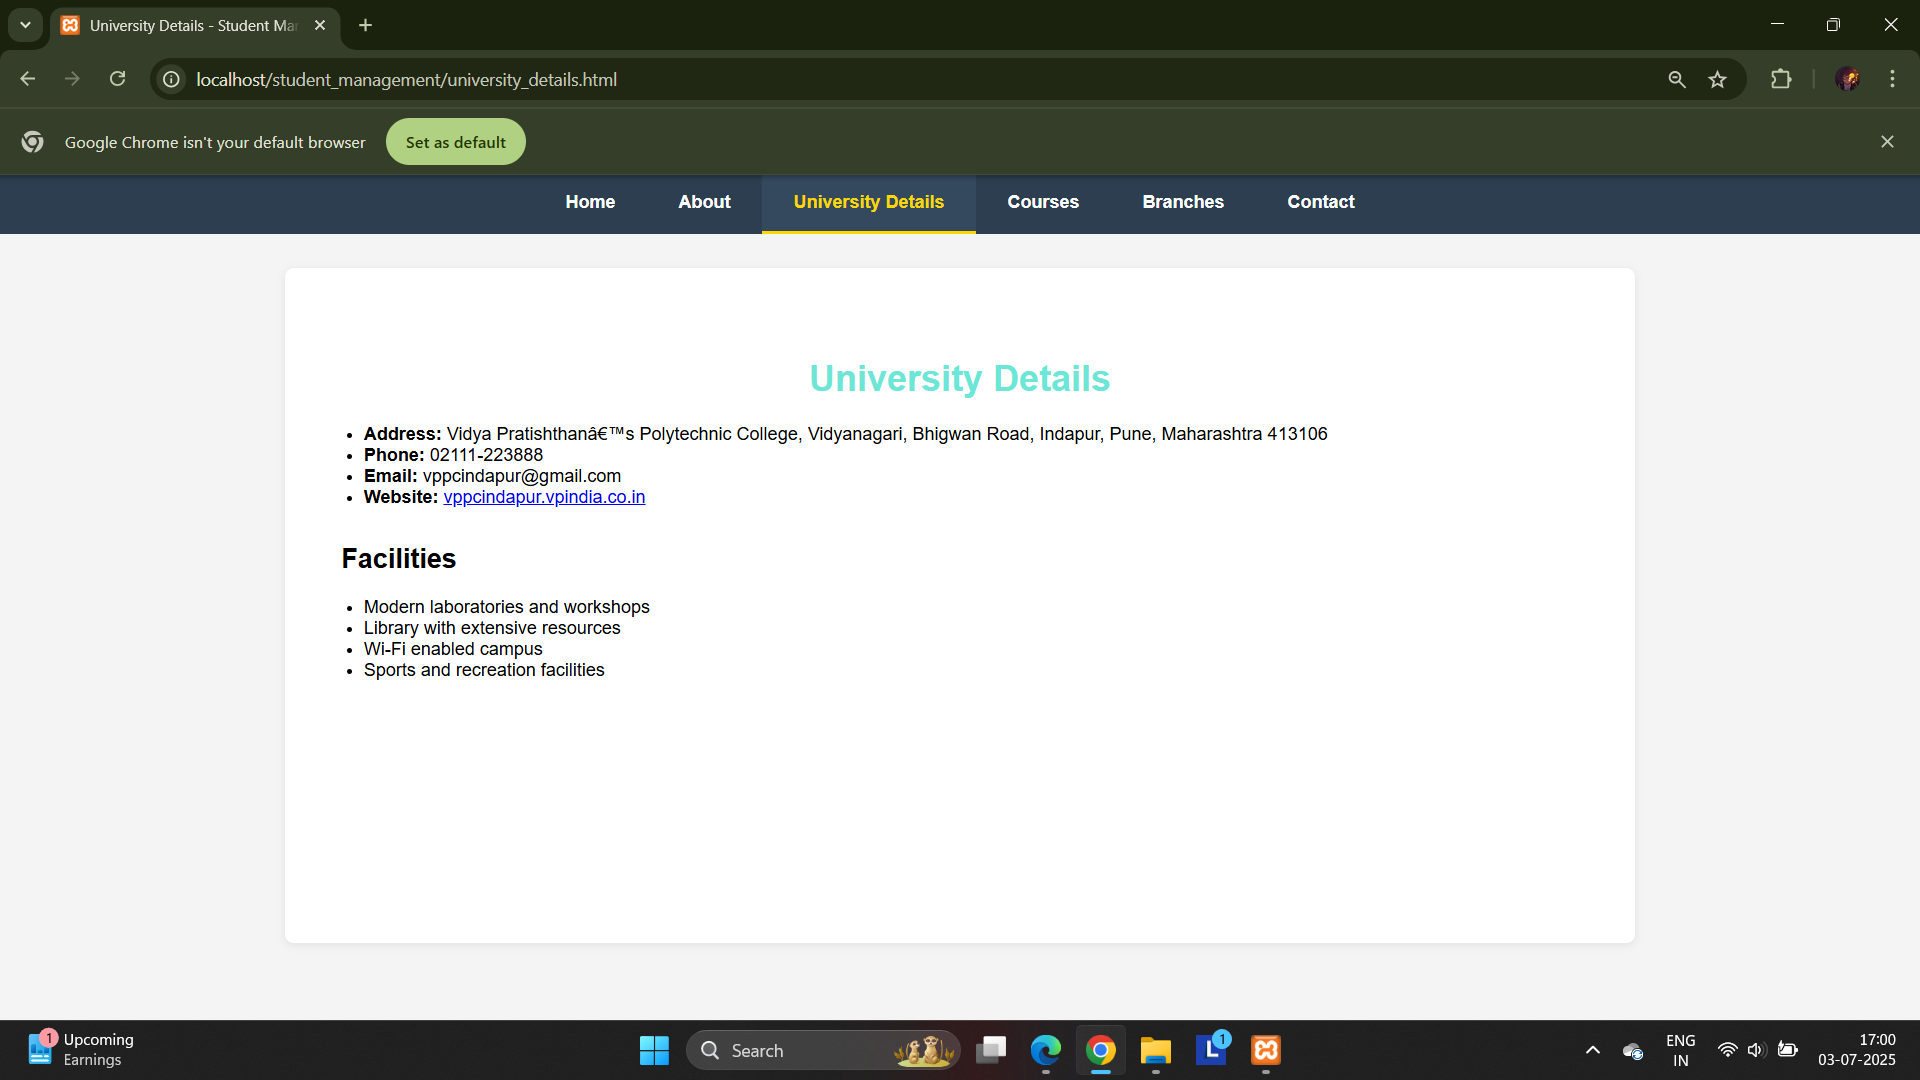 University Details - Student Mar
localhost/student_management/university_details.html
Google Chrome isn't your default browser
Set as default
Home
About
University Details
Courses
Branches
Contact
University Details
Address: Vidya Pratishthanâ€™s Polytechnic College, Vidyanagari, Bhigwan Road, Indapur, Pune, Maharashtra 413106
Phone: 02111-223888
Email: vppcindapur@gmail.com
Website: vppcindapur.vpindia.co.in
Facilities
Modern laboratories and workshops
Library with extensive resources
Wi-Fi enabled campus
Sports and recreation facilities
1
Upcoming
Earnings
Search
L
1
ENG
IN
17:00
03-07-2025